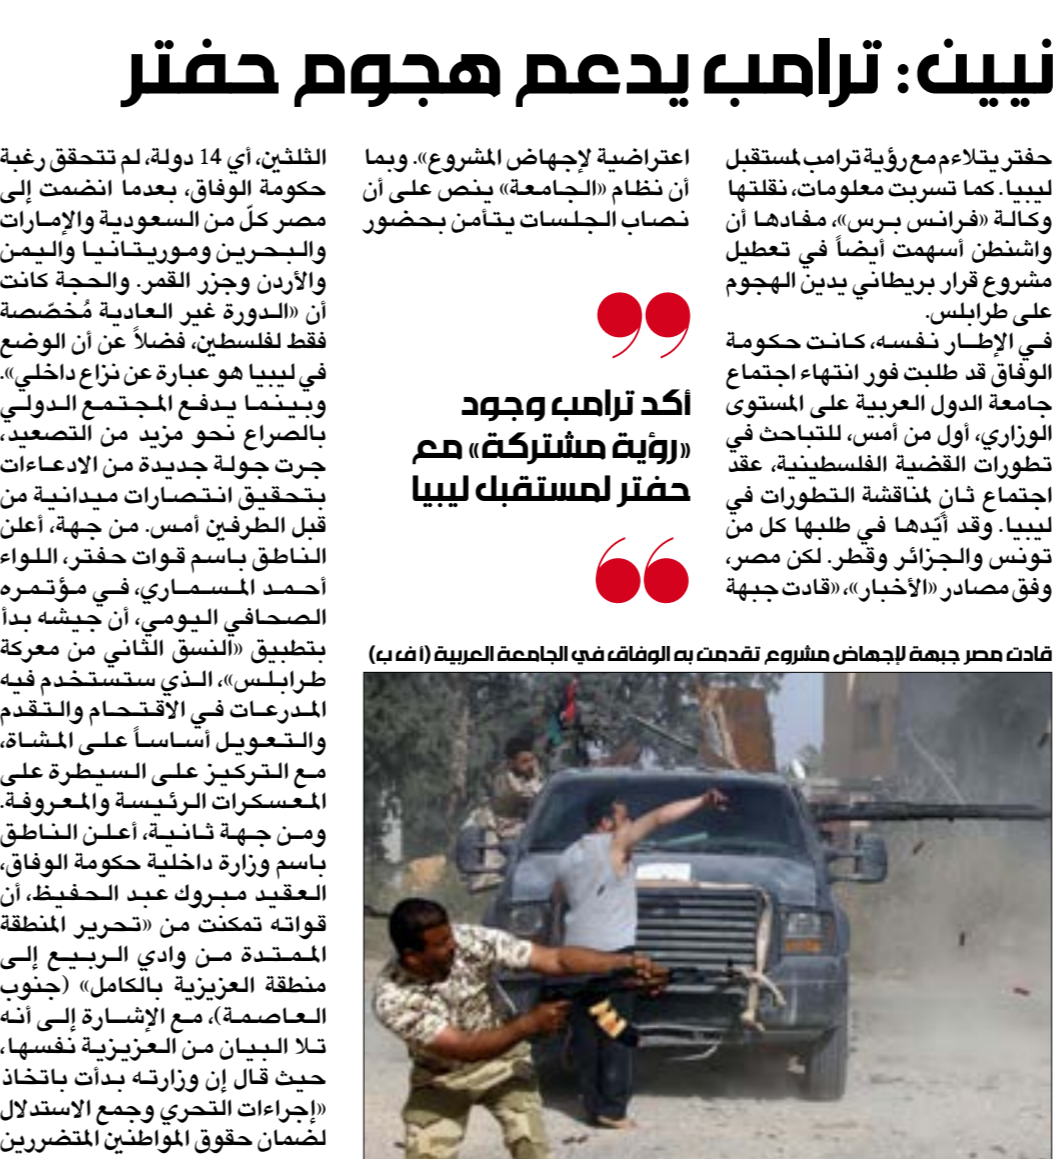 نيين: ترامب يدعم هجوم حفتر
حفتر يتلاءم مع رؤية ترامب لمستقبل
ليبيا. كما تسربت معلومات، نقلتها
وكالة «فرانس برس»، مفادها أن
واشنطن أسهمت أيضاً في تعطيل
مشروع قرار بريطاني يدين الهجوم
على طرابلس.
في الإطار نفسه، كانت حكومة
الوفاق قد طلبت فور انتهاء اجتماع
جامعة الدول العربية على المستوى
الوزاري، أول من أمس، للتباحث في
تطورات القضية الفلسطينية، عقد
اجتماع ثانٍ لمناقشة التطورات في
ليبيا. وقد أيّدها في طلبها كل من
تونس والجزائر وقطر. لكن مصر،
وفق مصادر «الأخبار»، «قادت جبهة
اعتراضية لإجهاض المشروع». وبما
أن نظام «الجامعة» ينص على أن
نصاب الجلسات يتأمن بحضور
أكد ترامب وجود
«رؤية مشتركة» مع
حفتر لمستقبل ليبيا
قادت مصر جبهة لإجهاض مشروع تقدمت به الوفاق في الجامعة العربية (أ ف ب)
الثلثين، أي 14 دولة، لم تتحقق رغبة
حكومة الوفاق، بعدما انضمت إلى
مصر كلّ من السعودية والإمارات
والبحرين وموريتانيا واليمن
والأردن وجزر القمر. والحجة كانت
أن «الدورة غير العادية مُخصّصة
فقط لفلسطين، فضلاً عن أن الوضع
في ليبيا هو عبارة عن نزاع داخلي».
وبينما يدفع المجتمع الدولي
بالصراع نحو مزيد من التصعيد،
جرت جولة جديدة من الادعاءات
بتحقيق انتصارات ميدانية من
قبل الطرفين أمس. من جهة، أعلن
الناطق باسم قوات حفتر، اللواء
أحمد المسماري، في مؤتمره
الصحافي اليومي، أن جيشه بدأ
بتطبيق «النسق الثاني من معركة
طرابلس»، الذي ستستخدم فيه
المدرعات في الاقتحام والتقدم
والتعويل أساساً على المشاة،
مع التركيز على السيطرة على
المعسكرات الرئيسة والمعروفة.
ومن جهة ثانية، أعلن الناطق
باسم وزارة داخلية حكومة الوفاق،
العقيد مبروك عبد الحفيظ، أن
قواته تمكنت من «تحرير المنطقة
الممتدة من وادي الربيع إلى
منطقة العزيزية بالكامل» (جنوب
العاصمة)، مع الإشارة إلى أنه
تلا البيان من العزيزية نفسها،
حيث قال إن وزارته بدأت باتخاذ
«إجراءات التحري وجمع الاستدلال
لضمان حقوق المواطنين المتضررين